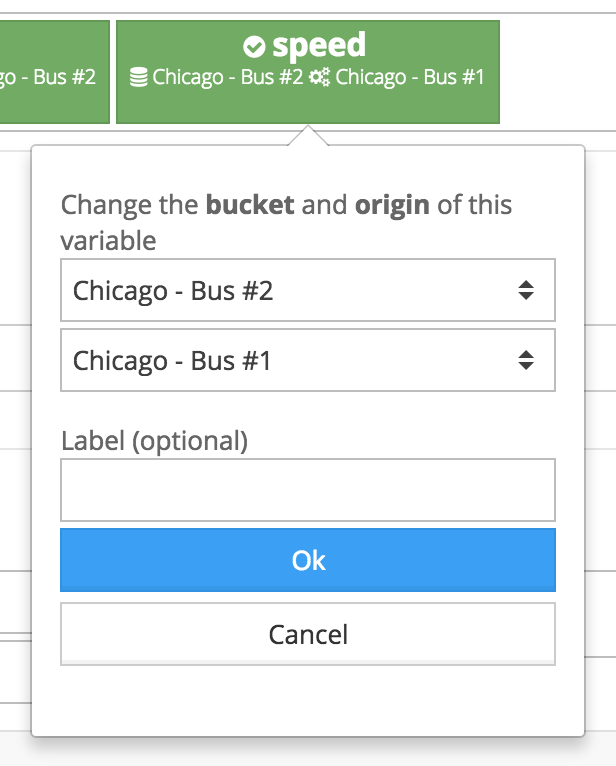 go - Bus #2
speed
Chicago - Bus #2 Chicago - Bus #1
Change the bucket and origin of this
variable
Chicago - Bus #2
Chicago - Bus #1
Label (optional)
Ok
Cancel